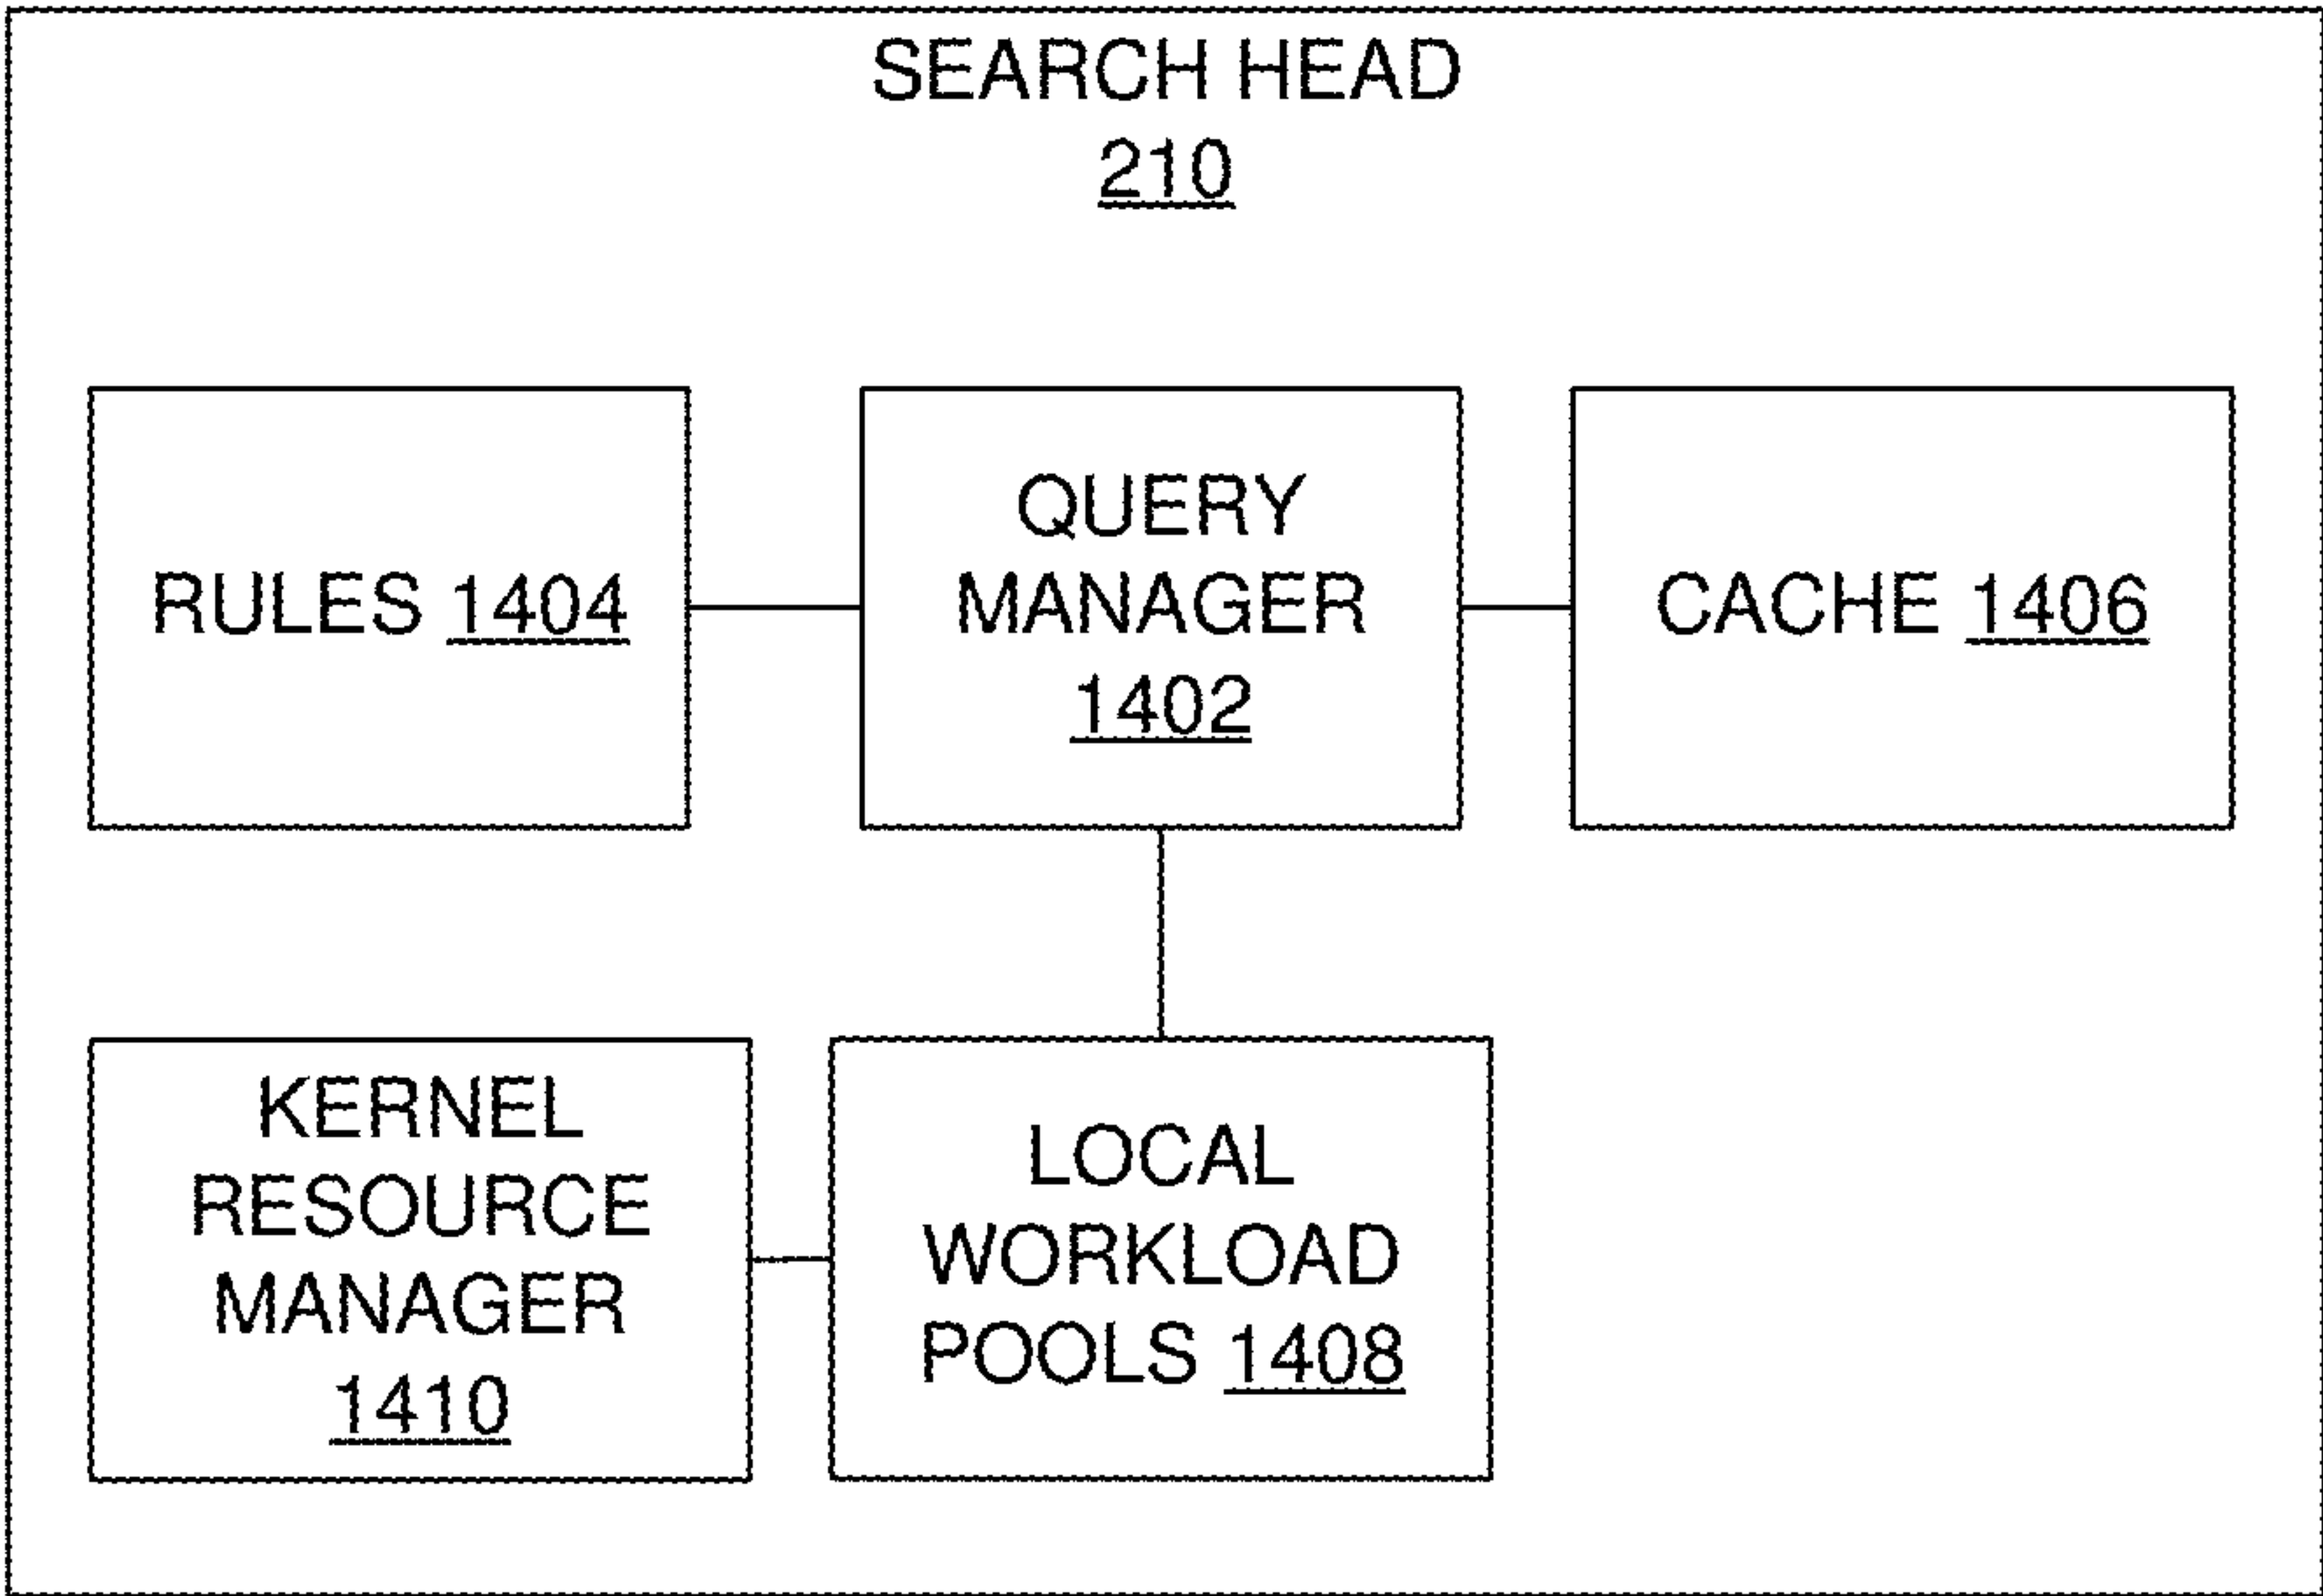 SEARCH HEAD
210
RULES 1404
QUERY
MANAGER
1402
CACHE 1406
KERNEL
RESOURCE
MANAGER
1410
LOCAL
WORKLOAD
POOLS 1408